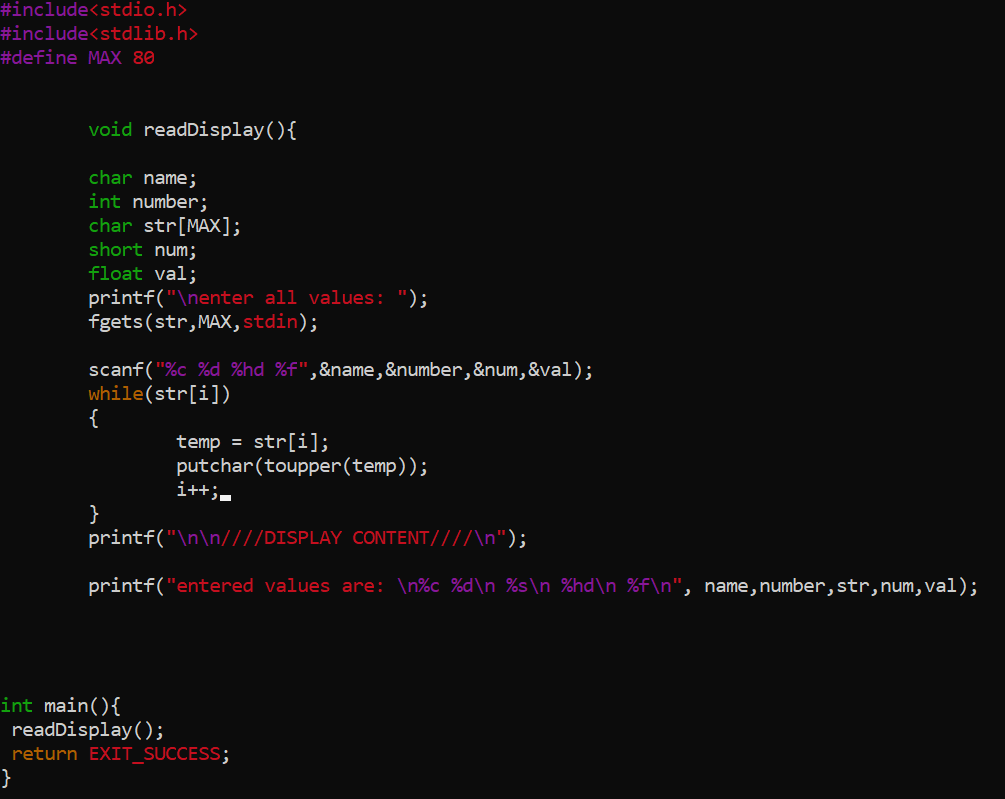 #include<stdio.h>
#include<stdlib.h>
#define MAX 80
void readDisplay(){
char name;
int number;
char str[MAX];
short num;
float val;
printf("\nenter all values: ");
fgets(str,MAX,stdin);
scanf("%c %d %hd %f",&name,&number,&num,&val);
while(str[i])
{
temp = str[i];
putchar(toupper(temp));
i++;
}
printf("\n\n////DISPLAY CONTENT////\n");
printf("entered values are: \n%c %d\n %s\n %hd\n %f\n", name,number,str,num,val);
int main(){
readDisplay();
return EXIT_SUCCESS;
}